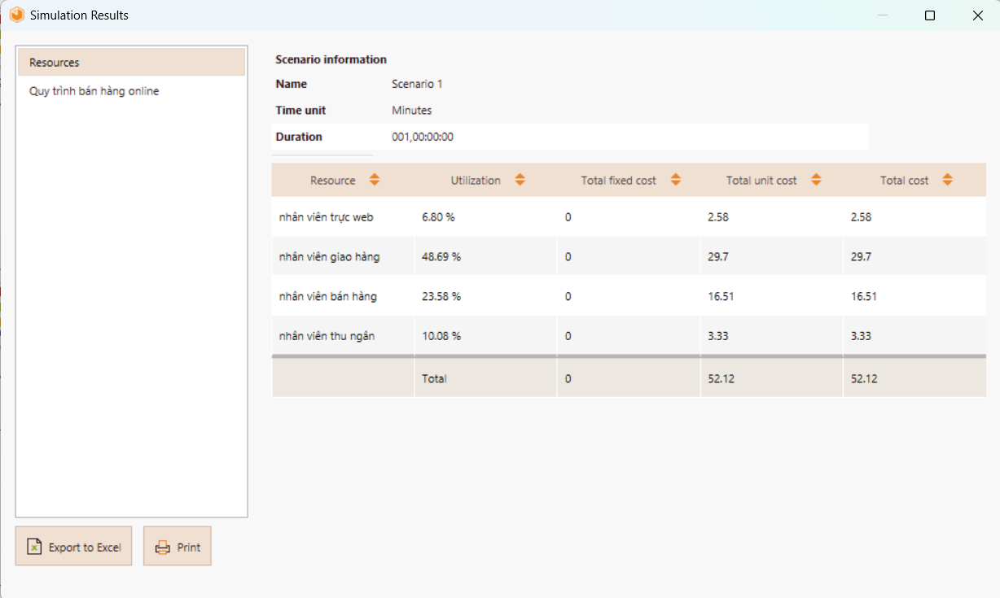 Simulation Results
Resources
Quy trình bán hàng online
Scenario information
Name Scenario 1
Time unit Minutes
Duration 001,00:00:00
Resource Utilization Total fixed cost Total unit cost Total cost
nhân viên trực web 6.80 % 0 2.58 2.58
nhân viên giao hàng 48.69 % 0 29.7 29.7
nhân viên bán hàng 23.58 % 0 16.51 16.51
nhân viên thu ngân 10.08 % 0 3.33 3.33
Total 0 52.12 52.12
Export to Excel Print